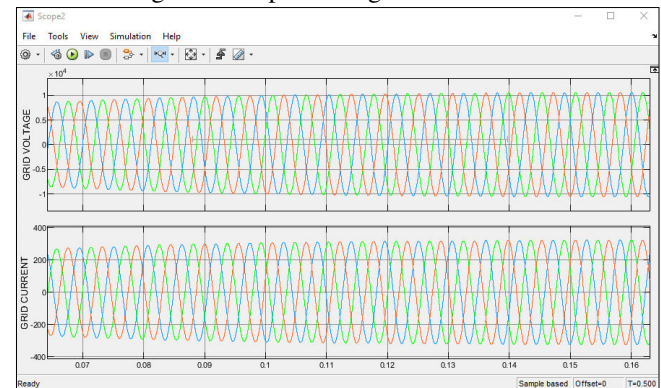 Scope2
File Tools View Simulation Help
×10⁴
1
0.5
0
-0.5
-1
GRID VOLTAGE
400
200
0
-200
-400
GRID CURRENT
0.07 0.08 0.09 0.1 0.11 0.12 0.13 0.14 0.15 0.16
Ready Sample based Offset=0 T=0.500